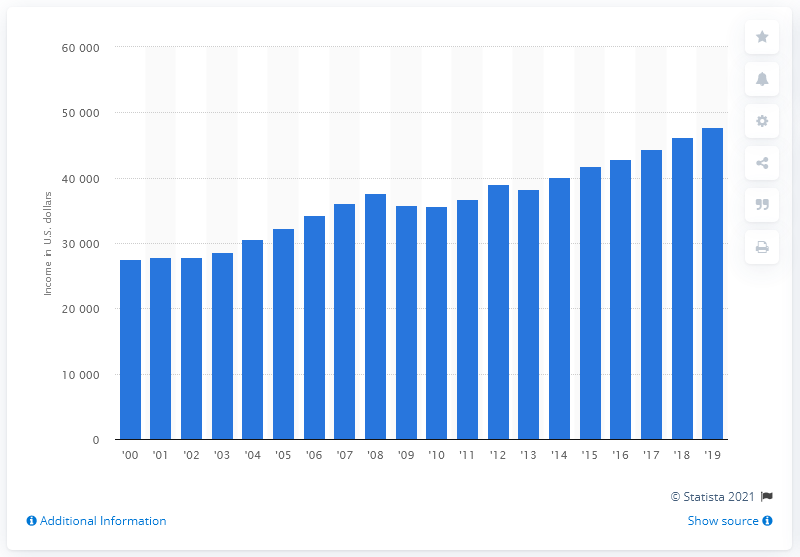 60 000
50 000
40 000
30 000
20 000
10 000
0
Income in U.S. dollars
'00 '01 '02 '03 '04 '05 '06 '07 '08 '09 '10 '11 '12 '13 '14 '15 '16 '17 '18 '19
© Statista 2021
Additional Information
Show source